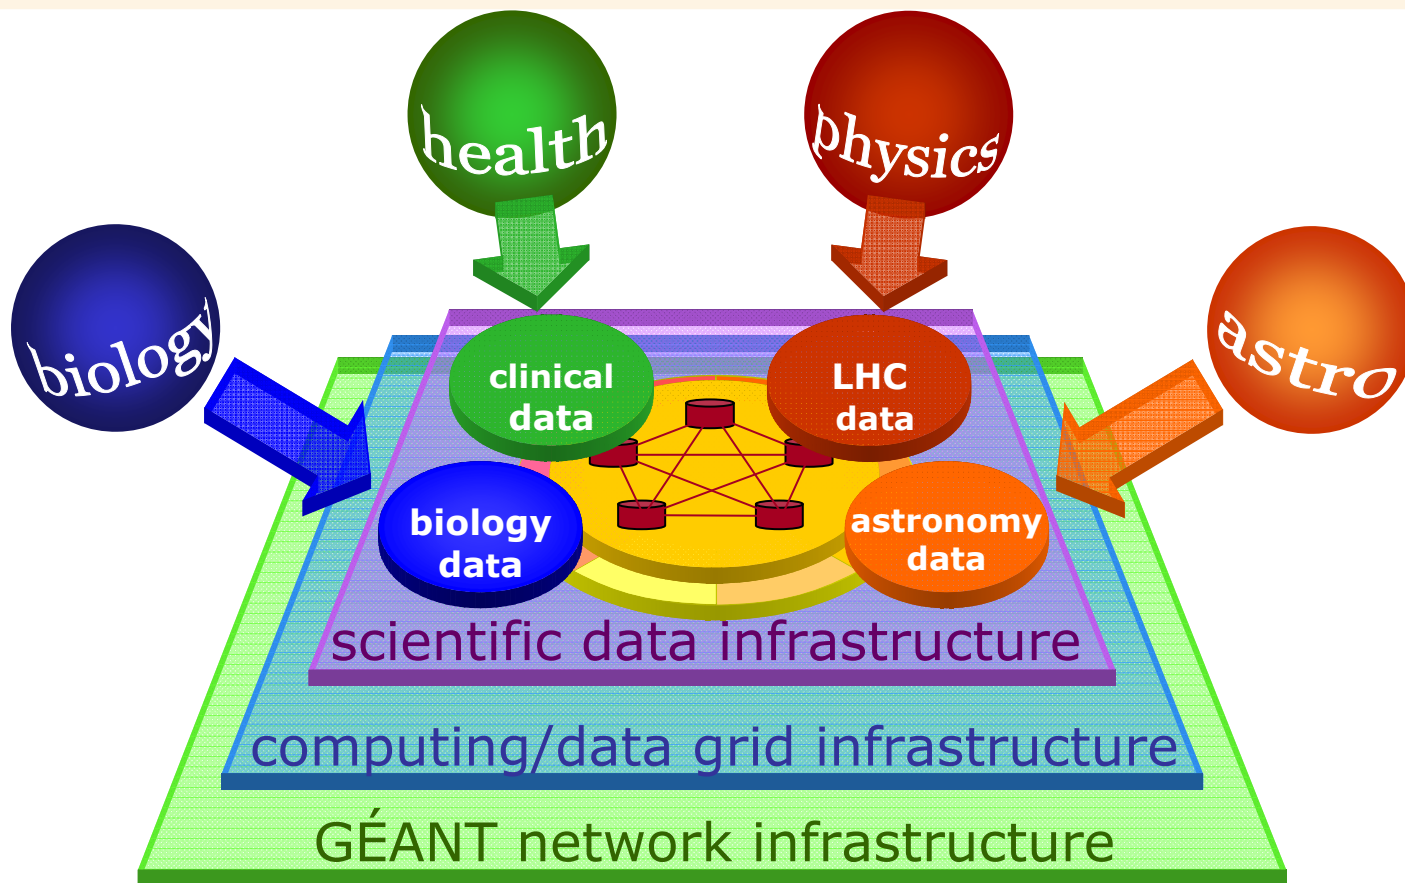 health
physics
biology
astro
clinical
data
LHC
data
biology
data
astronomy
data
scientific data infrastructure
computing/data grid infrastructure
GÉANT network infrastructure